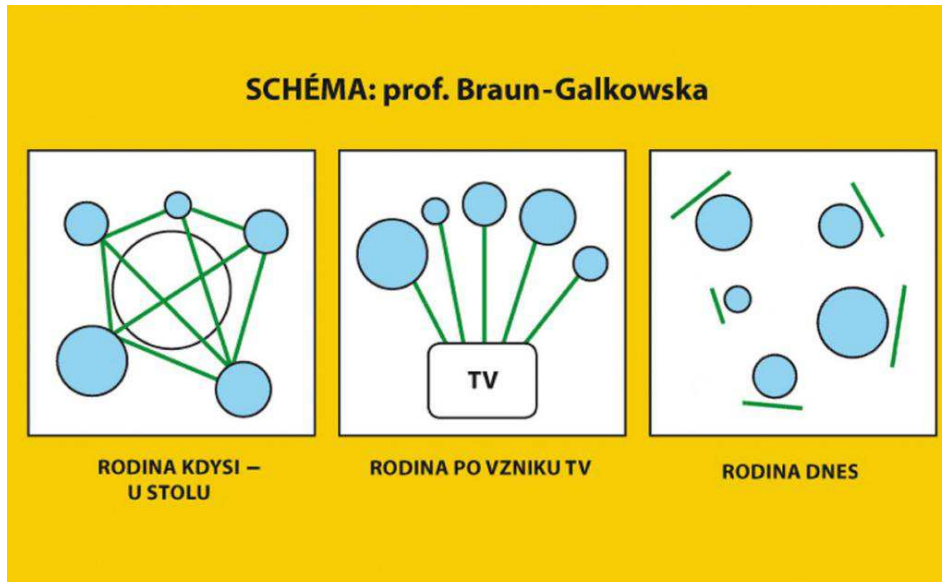 SCHÉMA: prof. Braun-Galkowska
TV
RODINA KDYSI –
U STOLU
RODINA PO VZNIKU TV
RODINA DNES